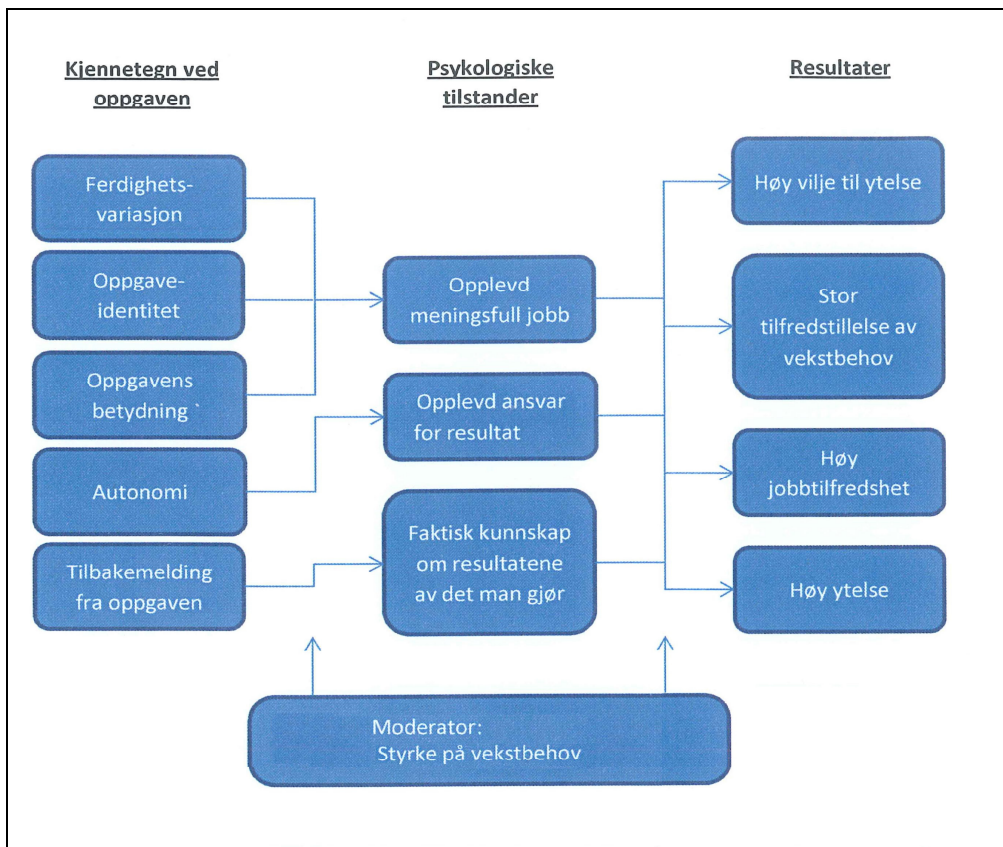 Kjennetegn ved
oppgaven
Ferdighets-
variasjon
Oppgave-
identitet
Oppgavens
betydning
Autonomi
Tilbakemelding
fra oppgaven
Psykologiske
tilstander
Opplevd
meningsfull jobb
Opplevd ansvar
for resultat
Faktisk kunnskap
om resultatene
av det man gjør
Resultater
Høy vilje til ytelse
Stor
tilfredstillelse av
vekstbehov
Høy
jobbtilfredshet
Høy ytelse
Moderator:
Styrke på vekstbehov